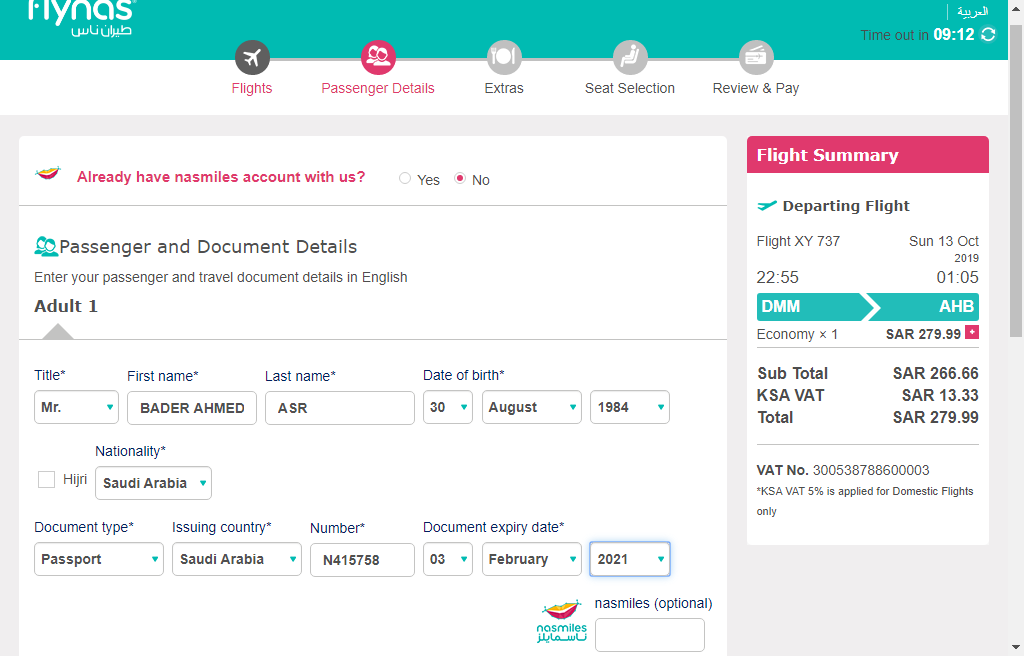 flynas
طيران ناس
العربية
Time out in 09:12
Flights
Passenger Details
Extras
Seat Selection
Review & Pay
Already have nasmiles account with us?
Yes
No
Passenger and Document Details
Enter your passenger and travel document details in English
Adult 1
Title*
First name*
Last name*
Date of birth*
Mr.
BADER AHMED
ASR
30
August
1984
Hijri
Nationality*
Saudi Arabia
Document type*
Issuing country*
Number*
Document expiry date*
Passport
Saudi Arabia
N415758
03
February
2021
nasmiles
ناسمايلز
nasmiles (optional)
Flight Summary
Departing Flight
Flight XY 737
Sun 13 Oct
2019
22:55
01:05
DMM
AHB
Economy × 1
SAR 279.99 +
Sub Total
SAR 266.66
KSA VAT
SAR 13.33
Total
SAR 279.99
VAT No. 300538788600003
*KSA VAT 5% is applied for Domestic Flights
only